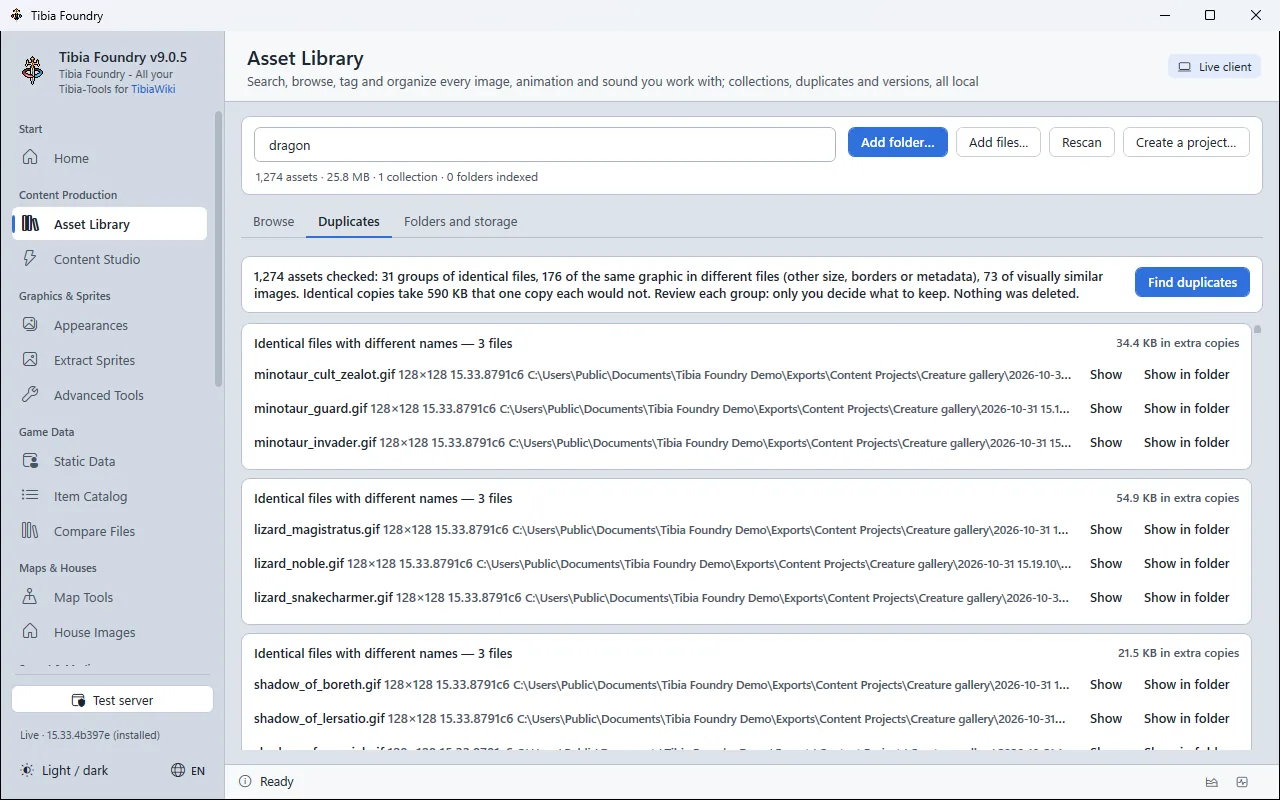 Tibia Foundry
Tibia Foundry v9.0.5
Tibia Foundry - All your
Tibia-Tools for TibiaWiki
Start
Home
Content Production
Asset Library
Content Studio
Graphics & Sprites
Appearances
Extract Sprites
Advanced Tools
Game Data
Static Data
Item Catalog
Compare Files
Maps & Houses
Map Tools
House Images
Test server
Live · 15.33.4b397e (installed)
Light / dark
EN
Asset Library
Search, browse, tag and organize every image, animation and sound you work with; collections, duplicates and versions, all local
Live client
dragon
Add folder...
Add files...
Rescan
Create a project...
1,274 assets · 25.8 MB · 1 collection · 0 folders indexed
Browse
Duplicates
Folders and storage
1,274 assets checked: 31 groups of identical files, 176 of the same graphic in different files (other size, borders or metadata), 73 of visually similar
images. Identical copies take 590 KB that one copy each would not. Review each group: only you decide what to keep. Nothing was deleted.
Find duplicates
Identical files with different names — 3 files
34.4 KB in extra copies
minotaur_cult_zealot.gif 128×128 15.33.8791c6 C:\Users\Public\Documents\Tibia Foundry Demo\Exports\Content Projects\Creature gallery\2026-10-3... Show Show in folder
minotaur_guard.gif 128×128 15.33.8791c6 C:\Users\Public\Documents\Tibia Foundry Demo\Exports\Content Projects\Creature gallery\2026-10-31 15.1... Show Show in folder
minotaur_invader.gif 128×128 15.33.8791c6 C:\Users\Public\Documents\Tibia Foundry Demo\Exports\Content Projects\Creature gallery\2026-10-31 15... Show Show in folder
Identical files with different names — 3 files
54.9 KB in extra copies
lizard_magistratus.gif 128×128 15.33.8791c6 C:\Users\Public\Documents\Tibia Foundry Demo\Exports\Content Projects\Creature gallery\2026-10-31 1... Show Show in folder
lizard_noble.gif 128×128 15.33.8791c6 C:\Users\Public\Documents\Tibia Foundry Demo\Exports\Content Projects\Creature gallery\2026-10-31 15.19.10\... Show Show in folder
lizard_snakecharmer.gif 128×128 15.33.8791c6 C:\Users\Public\Documents\Tibia Foundry Demo\Exports\Content Projects\Creature gallery\2026-10-3... Show Show in folder
Identical files with different names — 3 files
21.5 KB in extra copies
shadow_of_boreth.gif 128×128 15.33.8791c6 C:\Users\Public\Documents\Tibia Foundry Demo\Exports\Content Projects\Creature gallery\2026-10-31 1... Show Show in folder
shadow_of_lersatio.gif 128×128 15.33.8791c6 C:\Users\Public\Documents\Tibia Foundry Demo\Exports\Content Projects\Creature gallery\2026-10-31... Show Show in folder
Ready